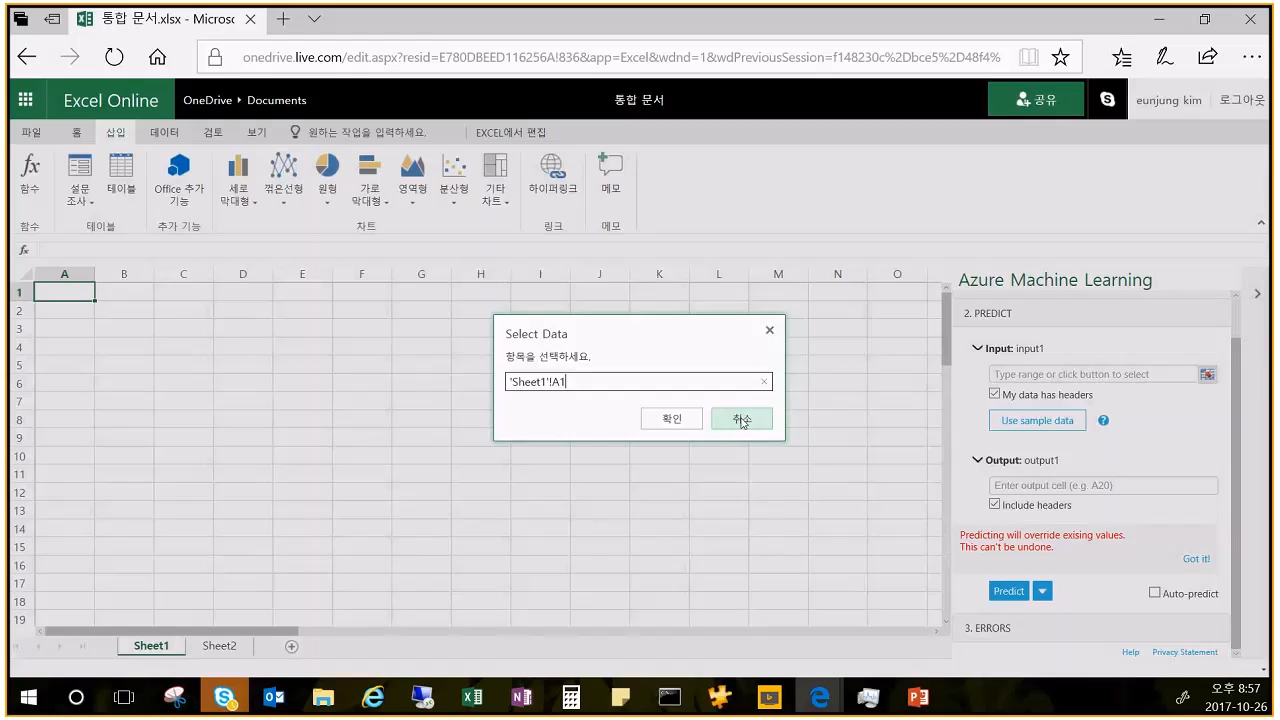 통합 문서.xlsx - Microsc
onedrive.live.com/edit.aspx?resid=E780DBEED116256A!836&app=Excel&wdnd=1&wdPreviousSession=f148230c%2Dbce5%2D48f4%
Excel Online
OneDrive ▸ Documents
통합 문서
공유
eunjung kim
로그아웃
파일 홈 삽입 데이터 검토 보기 원하는 작업을 입력하세요. EXCEL에서 편집
fx
함수
설문
조사
테이블
Office 추가
기능
세로
막대형
꺾은선형
원형
가로
막대형
영역형
분산형
기타
차트
하이퍼링크
메모
함수 테이블 추가 기능 차트 링크 메모
fx
A B C D E F G H I J K L M N O
1
2
3
4
5
6
7
8
9
10
11
12
13
14
15
16
17
18
19
Select Data
항목을 선택하세요.
'Sheet1'!A1
확인 취소
Azure Machine Learning
2. PREDICT
Input: input1
Type range or click button to select
My data has headers
Use sample data
?
Output: output1
Enter output cell (e.g. A20)
Include headers
Predicting will override exising values.
This can't be undone.
Got it!
Predict
Auto-predict
3. ERRORS
Help Privacy Statement
Sheet1 Sheet2
오후 8:57
2017-10-26